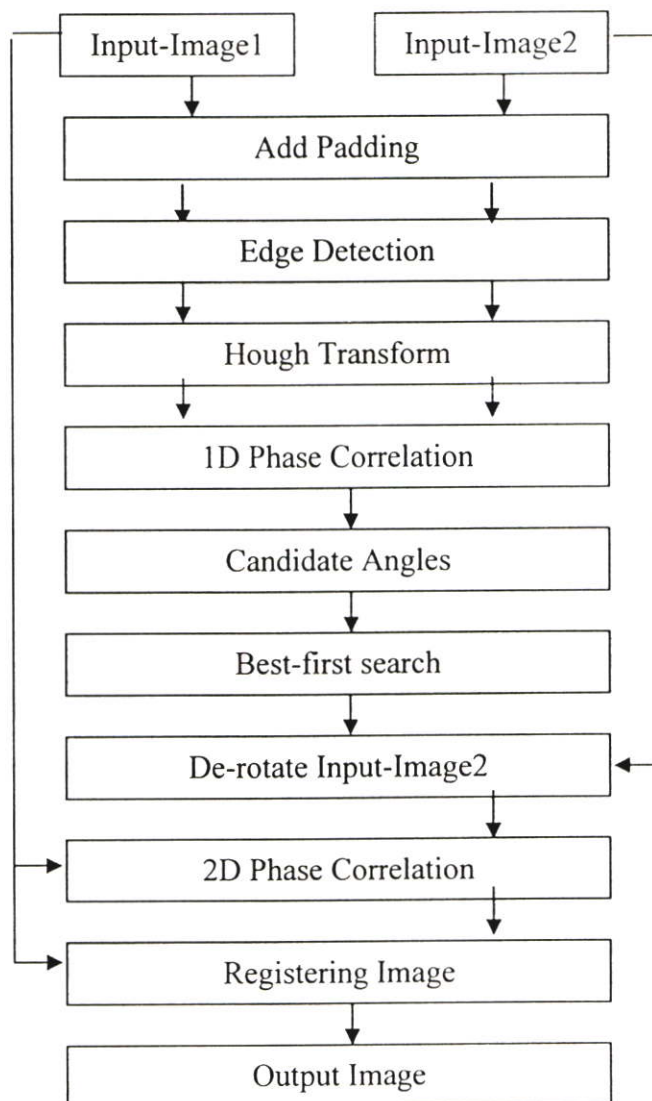 Input-Image1
Input-Image2
Add Padding
Edge Detection
Hough Transform
1D Phase Correlation
Candidate Angles
Best-first search
De-rotate Input-Image2
2D Phase Correlation
Registering Image
Output Image